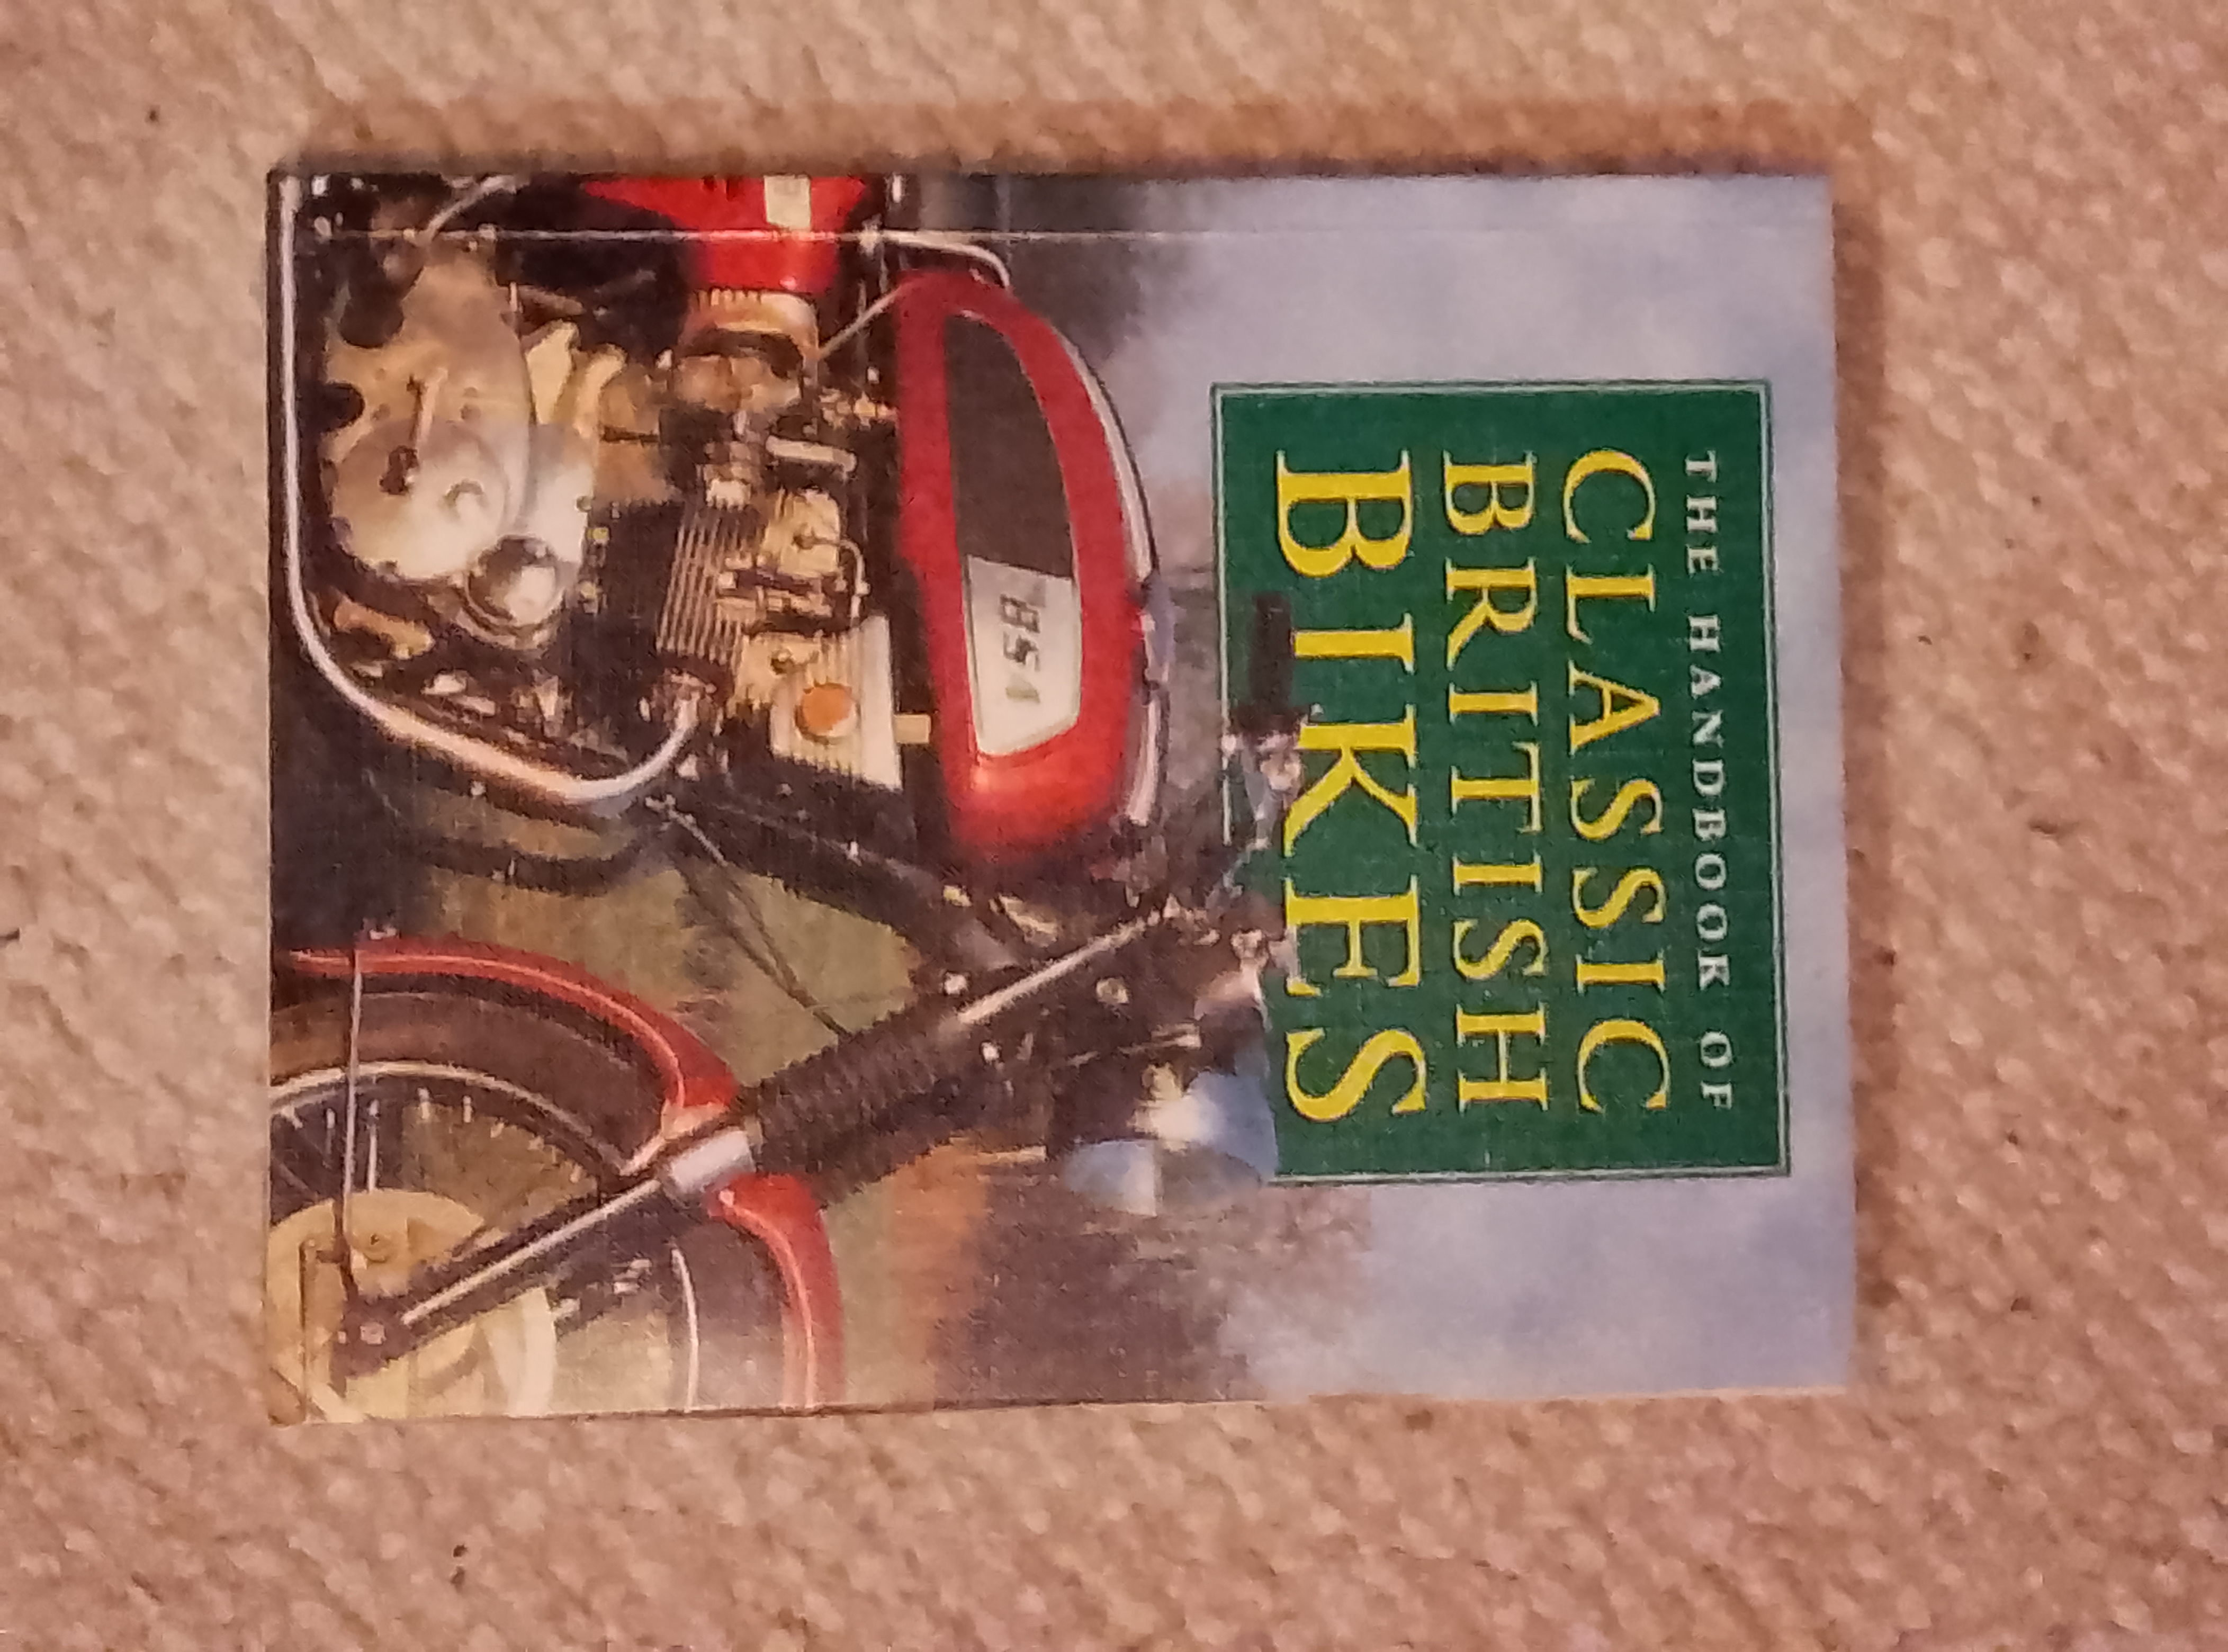 THE HANDBOOK OF
CLASSIC
BRITISH
BIKES
BSA